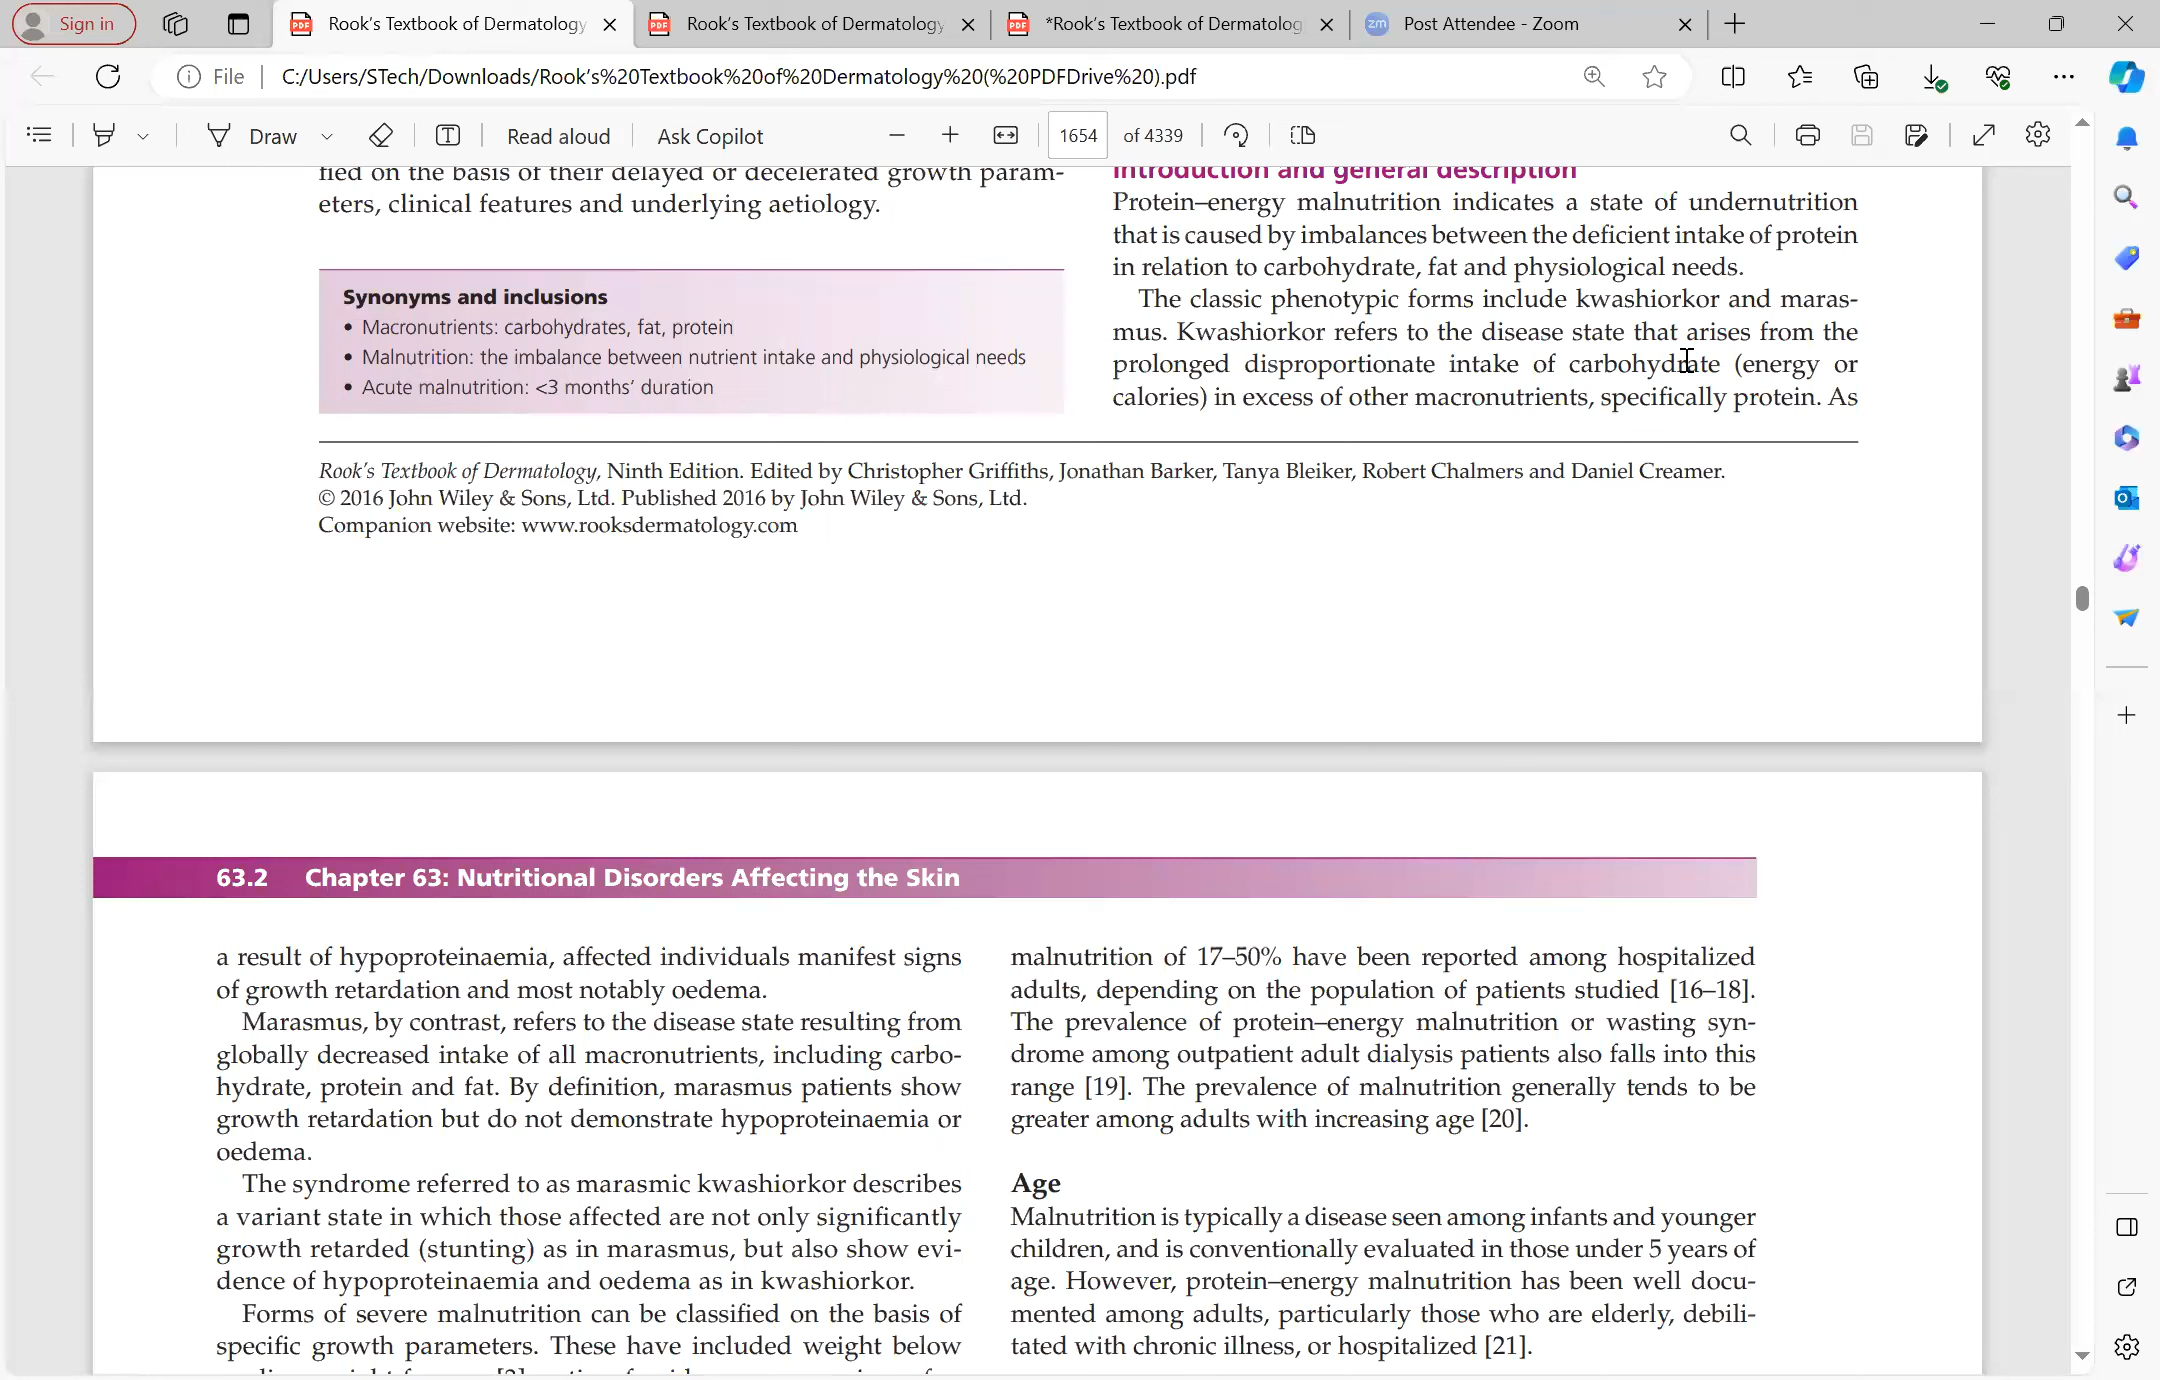 Sign in
Rook's Textbook of Dermatology
Rook's Textbook of Dermatology
*Rook's Textbook of Dermatolog
zm Post Attendee - Zoom
File
C:/Users/STech/Downloads/Rook's%20Textbook%20of%20Dermatology%20(%20PDFDrive%20).pdf
Draw
Read aloud
Ask Copilot
1654 of 4339
fied on the basis of their delayed or decelerated growth param-
eters, clinical features and underlying aetiology.
Synonyms and inclusions
• Macronutrients: carbohydrates, fat, protein
• Malnutrition: the imbalance between nutrient intake and physiological needs
• Acute malnutrition: <3 months' duration
Introduction and general description
Protein–energy malnutrition indicates a state of undernutrition
that is caused by imbalances between the deficient intake of protein
in relation to carbohydrate, fat and physiological needs.
The classic phenotypic forms include kwashiorkor and maras-
mus. Kwashiorkor refers to the disease state that arises from the
prolonged disproportionate intake of carbohydrate (energy or
calories) in excess of other macronutrients, specifically protein. As
Rook's Textbook of Dermatology, Ninth Edition. Edited by Christopher Griffiths, Jonathan Barker, Tanya Bleiker, Robert Chalmers and Daniel Creamer.
© 2016 John Wiley & Sons, Ltd. Published 2016 by John Wiley & Sons, Ltd.
Companion website: www.rooksdermatology.com
63.2 Chapter 63: Nutritional Disorders Affecting the Skin
a result of hypoproteinaemia, affected individuals manifest signs
of growth retardation and most notably oedema.
Marasmus, by contrast, refers to the disease state resulting from
globally decreased intake of all macronutrients, including carbo-
hydrate, protein and fat. By definition, marasmus patients show
growth retardation but do not demonstrate hypoproteinaemia or
oedema.
The syndrome referred to as marasmic kwashiorkor describes
a variant state in which those affected are not only significantly
growth retarded (stunting) as in marasmus, but also show evi-
dence of hypoproteinaemia and oedema as in kwashiorkor.
Forms of severe malnutrition can be classified on the basis of
specific growth parameters. These have included weight below
malnutrition of 17–50% have been reported among hospitalized
adults, depending on the population of patients studied [16–18].
The prevalence of protein–energy malnutrition or wasting syn-
drome among outpatient adult dialysis patients also falls into this
range [19]. The prevalence of malnutrition generally tends to be
greater among adults with increasing age [20].
Age
Malnutrition is typically a disease seen among infants and younger
children, and is conventionally evaluated in those under 5 years of
age. However, protein–energy malnutrition has been well docu-
mented among adults, particularly those who are elderly, debili-
tated with chronic illness, or hospitalized [21].